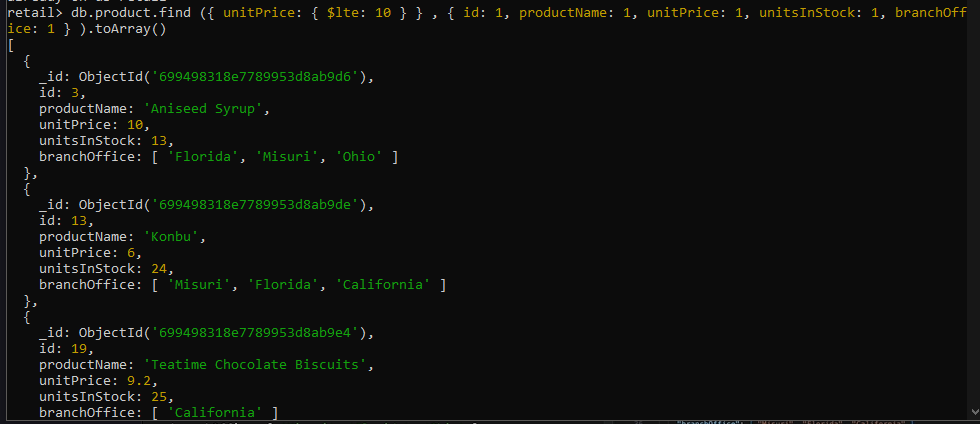 retail> db.product.find ({ unitPrice: { $lte: 10 } } , { id: 1, productName: 1, unitPrice: 1, unitsInStock: 1, branchOff
ice: 1 } ).toArray()
[
  {
    _id: ObjectId('699498318e7789953d8ab9d6'),
    id: 3,
    productName: 'Aniseed Syrup',
    unitPrice: 10,
    unitsInStock: 13,
    branchOffice: [ 'Florida', 'Misuri', 'Ohio' ]
  },
  {
    _id: ObjectId('699498318e7789953d8ab9de'),
    id: 13,
    productName: 'Konbu',
    unitPrice: 6,
    unitsInStock: 24,
    branchOffice: [ 'Misuri', 'Florida', 'California' ]
  },
  {
    _id: ObjectId('699498318e7789953d8ab9e4'),
    id: 19,
    productName: 'Teatime Chocolate Biscuits',
    unitPrice: 9.2,
    unitsInStock: 25,
    branchOffice: [ 'California' ]